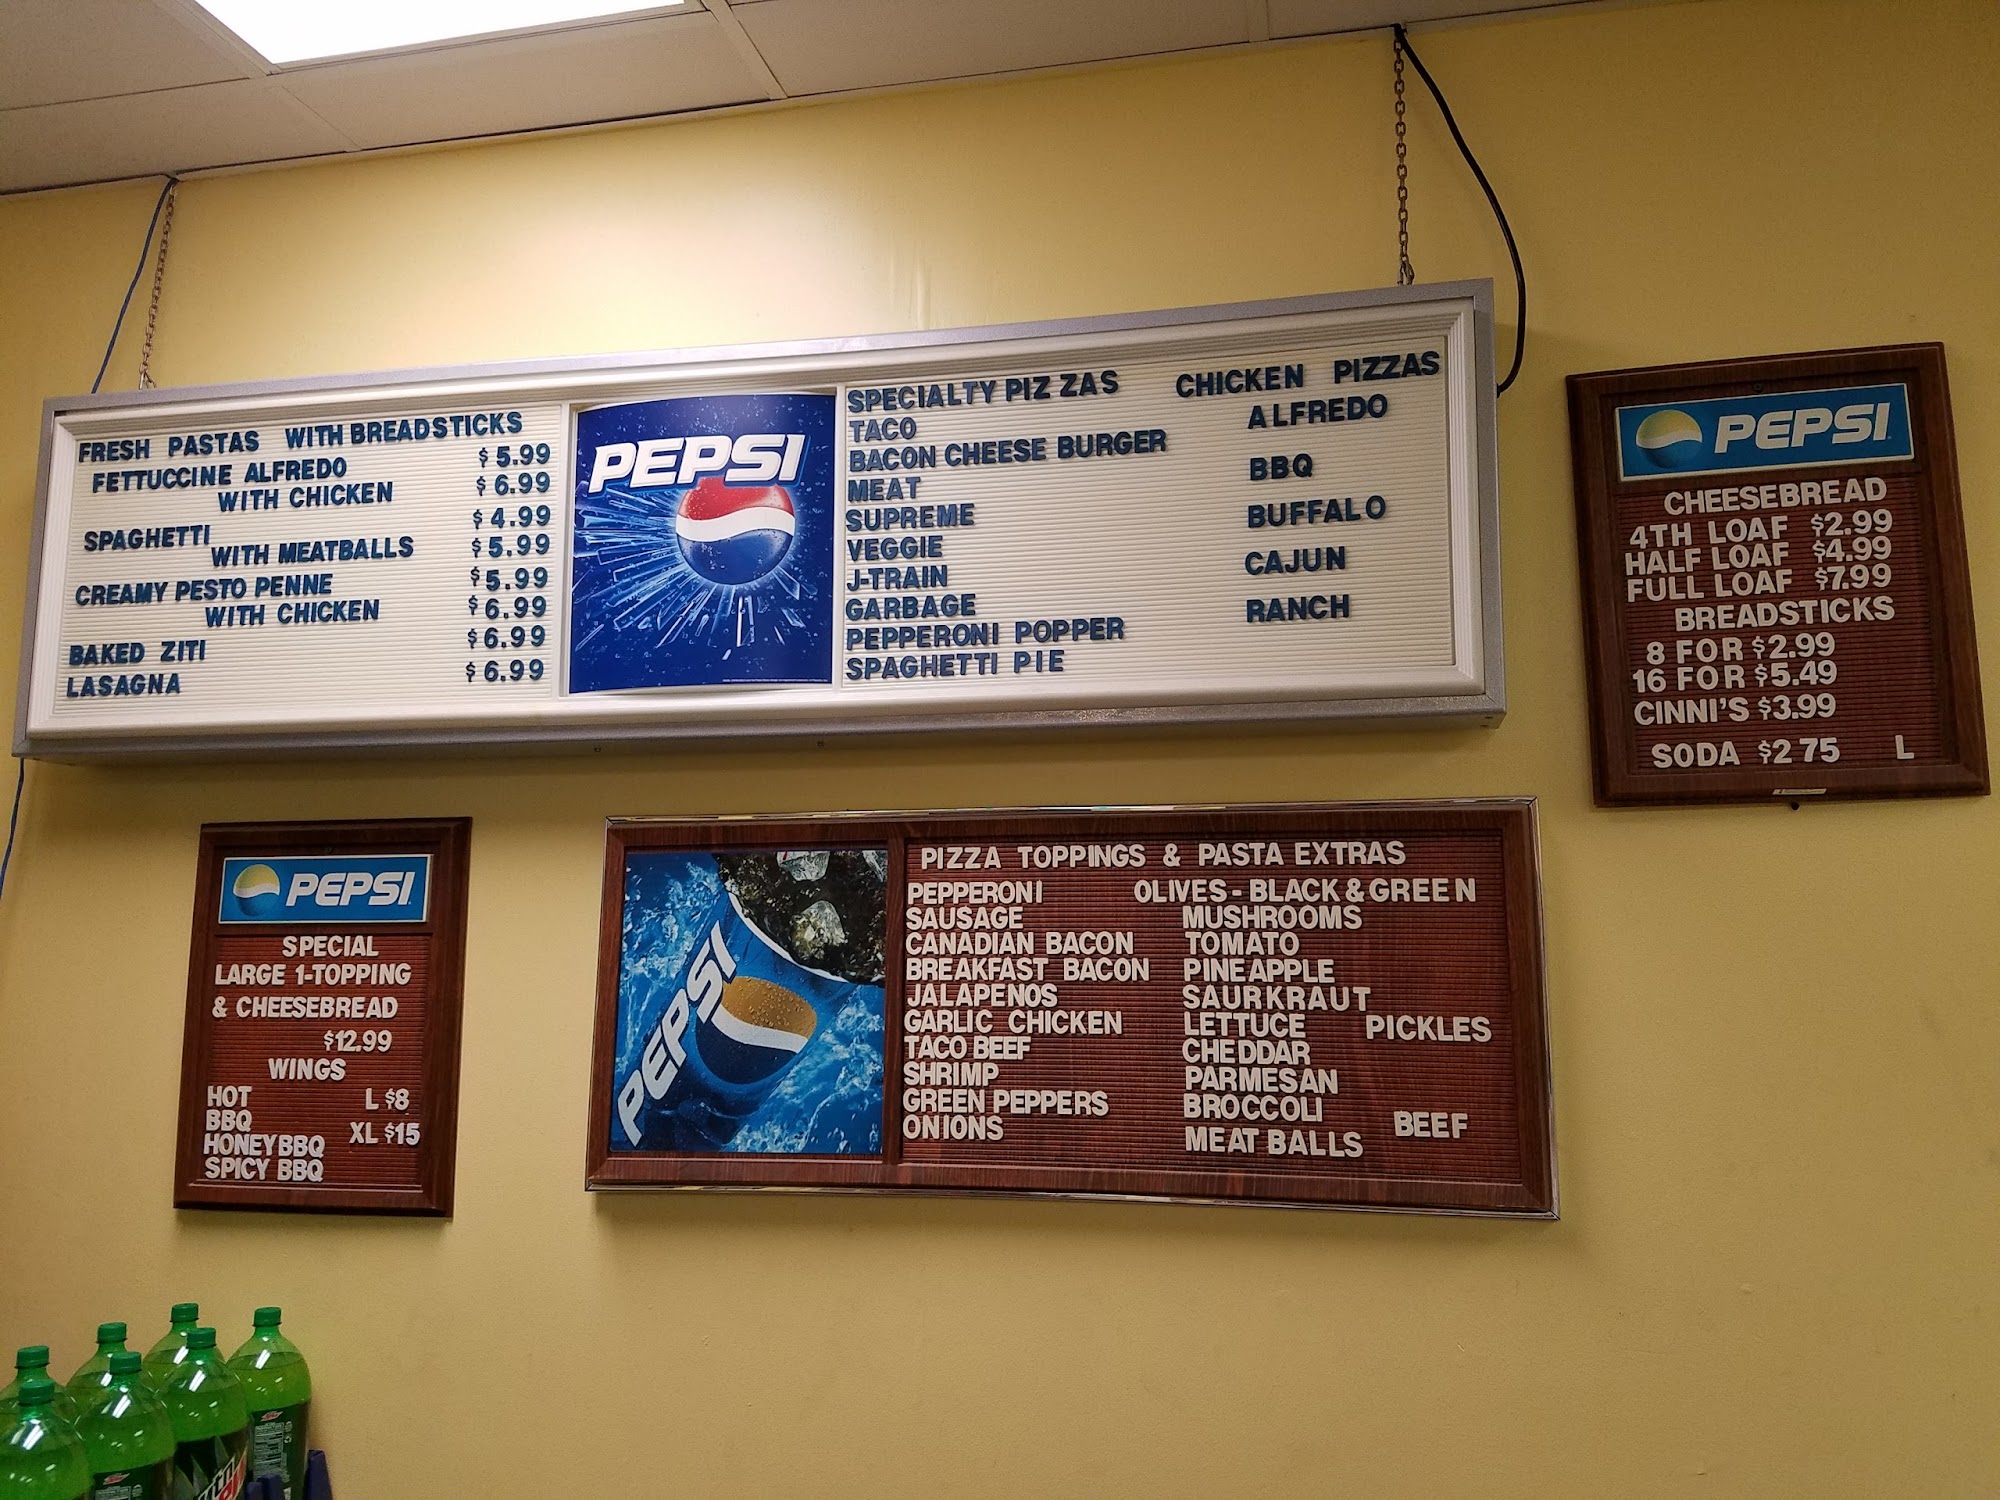 FRESH PASTAS WITH BREADSTICKS
FETTUCCINE ALFREDO $5.99
WITH CHICKEN $6.99
SPAGHETTI $4.99
WITH MEATBALLS $5.99
CREAMY PESTO PENNE $5.99
WITH CHICKEN $6.99
BAKED ZITI $6.99
LASAGNA $6.99
PEPSI
SPECIALTY PIZ ZAS
TACO
BACON CHEESE BURGER
MEAT
SUPREME
VEGGIE
J-TRAIN
GARBAGE
PEPPERONI POPPER
SPAGHETTI PIE
CHICKEN PIZZAS
ALFREDO
BBQ
BUFFALO
CAJUN
RANCH
PEPSI
CHEESEBREAD
4TH LOAF $2.99
HALF LOAF $4.99
FULL LOAF $7.99
BREADSTICKS
8 FOR $2.99
16 FOR $5.49
CINNI'S $3.99
SODA $2 75 L
PEPSI
SPECIAL
LARGE 1-TOPPING
& CHEESEBREAD
$12.99
WINGS
HOT L $8
BBQ
HONEY BBQ XL $15
SPICY BBQ
PEPSI
PIZZA TOPPINGS & PASTA EXTRAS
PEPPERONI
SAUSAGE
CANADIAN BACON
BREAKFAST BACON
JALAPENOS
GARLIC CHICKEN
TACO BEEF
SHRIMP
GREEN PEPPERS
ONIONS
OLIVES - BLACK & GREEN
MUSHROOMS
TOMATO
PINEAPPLE
SAURKRAUT
LETTUCE PICKLES
CHEDDAR
PARMESAN
BROCCOLI BEEF
MEAT BALLS